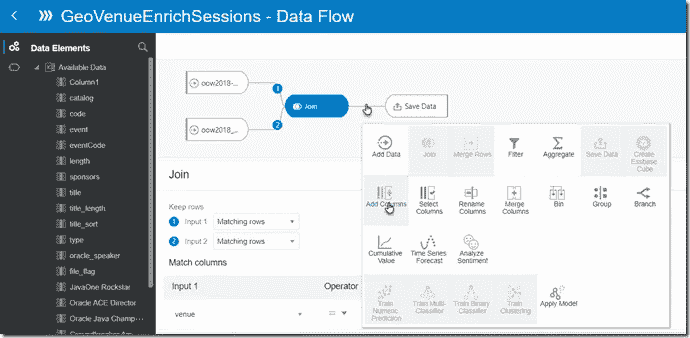 GeoVenueEnrichSessions - Data Flow
Data Elements
Available Data
Column1
catalog
code
event
eventCode
length
sponsors
title
title_length
title_sort
type
oracle_speaker
file_flag
JavaOne Rockstar
Oracle ACE Director
Oracle Java Champ...
oow2018-...
1
Join
Save Data
2
oow2018_...
Add Data
Join
Merge Rows
Filter
Aggregate
Save Data
Create
Essbase
Cube
Add Columns
Select
Columns
Rename
Columns
Merge
Columns
Bin
Group
Branch
Cumulative
Value
Time Series
Forecast
Analyze
Sentiment
Train
Numeric
Prediction
Train Multi-
Classifier
Train Binary
Classifier
Train
Clustering
Apply Model
Join
Keep rows
1 Input 1 Matching rows
2 Input 2 Matching rows
Match columns
Input 1 Operator
venue =